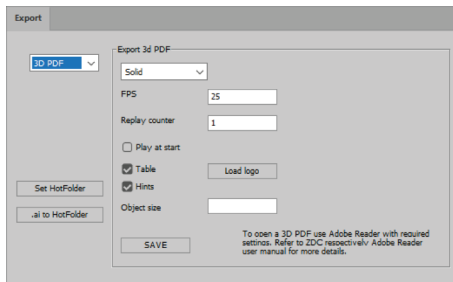 Export
3D PDF
Set HotFolder
.ai to HotFolder
Export 3d PDF
Solid
FPS
25
Replay counter
1
Play at start
Table
Load logo
Hints
Object size
SAVE
To open a 3D PDF use Adobe Reader with required
settings. Refer to ZDC respectively Adobe Reader
user manual for more details.